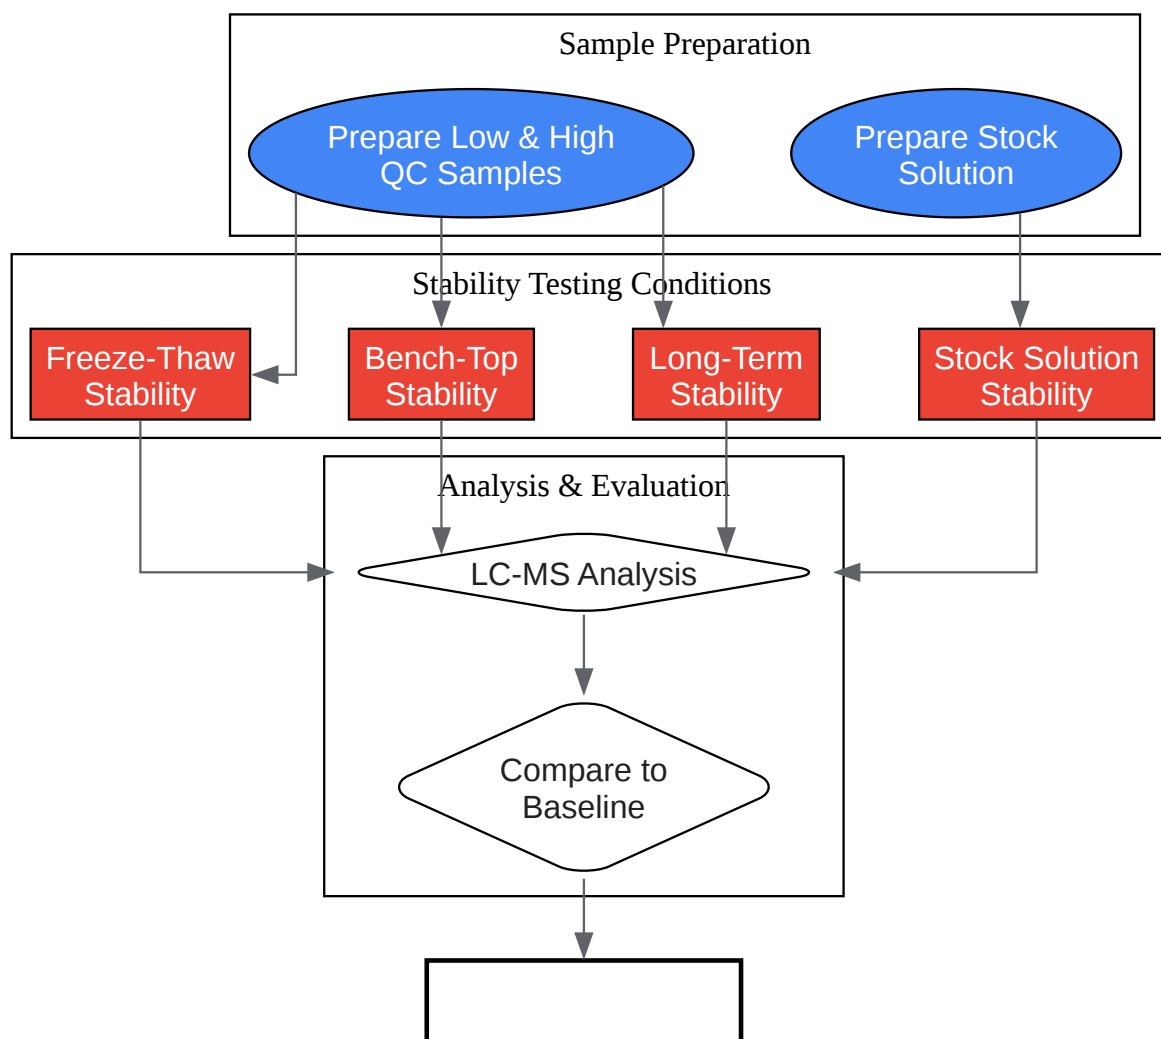 Sample Preparation
Prepare Low & High
QC Samples
Prepare Stock
Solution
Stability Testing Conditions
Freeze-Thaw
Stability
Bench-Top
Stability
Long-Term
Stability
Stock Solution
Stability
Analysis & Evaluation
LC-MS Analysis
Compare to
Baseline